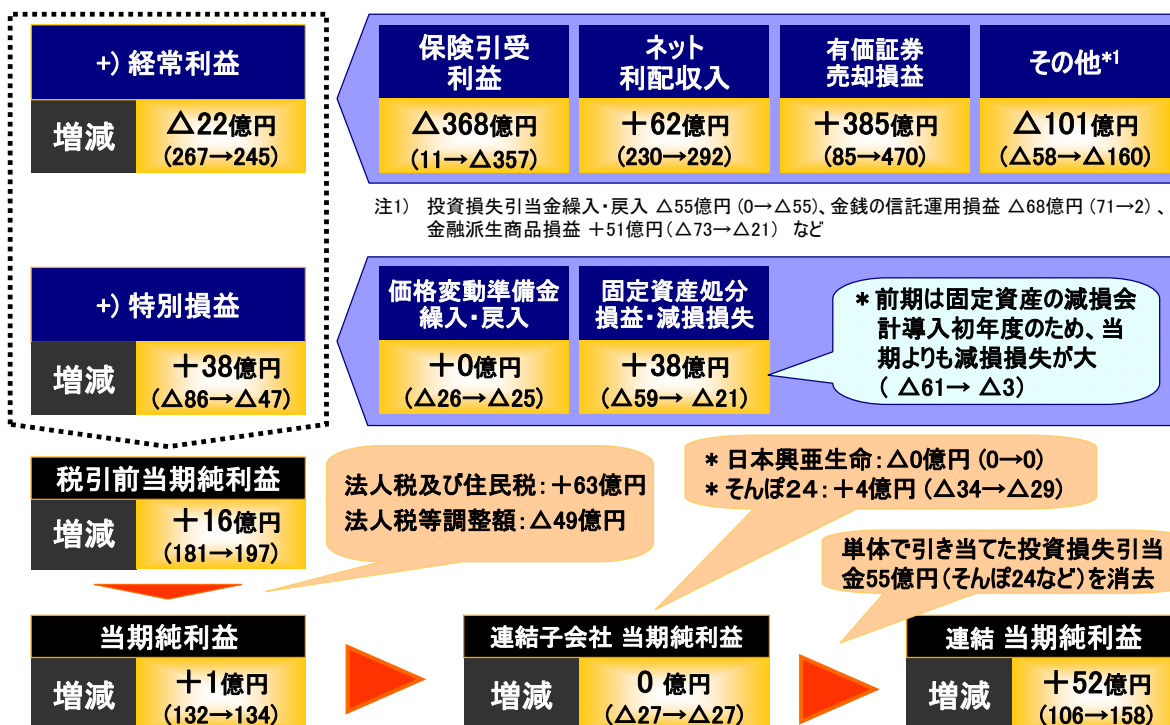 +) 経常利益
増減
△22億円
(267→245)
保険引受
利益
△368億円
(11→△357)
ネット
利配収入
＋62億円
(230→292)
有価証券
売却損益
＋385億円
(85→470)
その他*1
△101億円
(△58→△160)
注1) 投資損失引当金繰入・戻入 △55億円 (0→△55)、金銭の信託運用損益 △68億円 (71→2) 、
金融派生商品損益 ＋51億円(△73→△21) など
+) 特別損益
増減
＋38億円
(△86→△47)
価格変動準備金
繰入・戻入
＋0億円
(△26→△25)
固定資産処分
損益・減損損失
＋38億円
(△59→ △21)
* 前期は固定資産の減損会
計導入初年度のため、当
期よりも減損損失が大
( △61→ △3)
税引前当期純利益
増減
＋16億円
(181→197)
法人税及び住民税：＋63億円
法人税等調整額：△49億円
* 日本興亜生命：△0億円 (0→0)
* そんぽ２４：＋4億円 (△34→△29)
単体で引き当てた投資損失引当
金55億円(そんぽ24など)を消去
当期純利益
増減
＋1億円
(132→134)
連結子会社 当期純利益
増減
0 億円
(△27→△27)
連結 当期純利益
増減
＋52億円
(106→158)